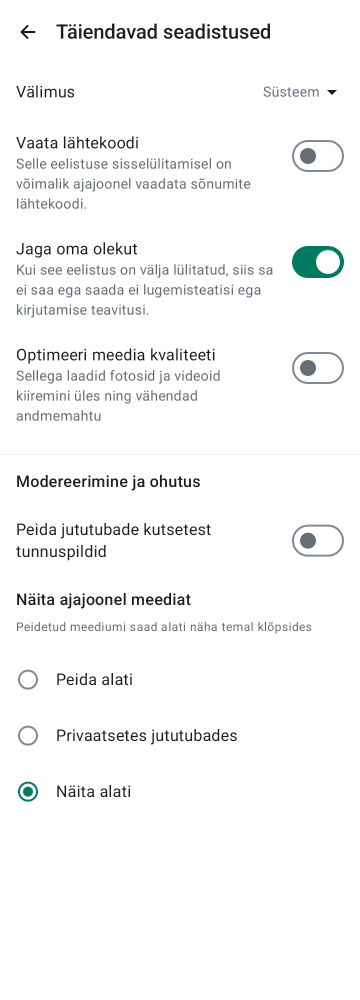 Täiendavad seadistused
Välimus
Süsteem
Vaata lähtekoodi
Selle eelistuse sisselülitamisel on
võimalik ajajoonel vaadata sõnumite
lähtekoodi.
Jaga oma olekut
Kui see eelistus on välja lülitatud, siis sa
ei saa ega saada ei lugemisteatisi ega
kirjutamise teavitusi.
Optimeeri meedia kvaliteeti
Sellega laadid fotosid ja videoid
kiiremini üles ning vähendad
andmemahtu
Modereerimine ja ohutus
Peida jututubade kutsetest
tunnuspildid
Näita ajajoonel meediat
Peidetud meediumi saad alati näha temal klõpsides
Peida alati
Privaatsetes jututubades
Näita alati